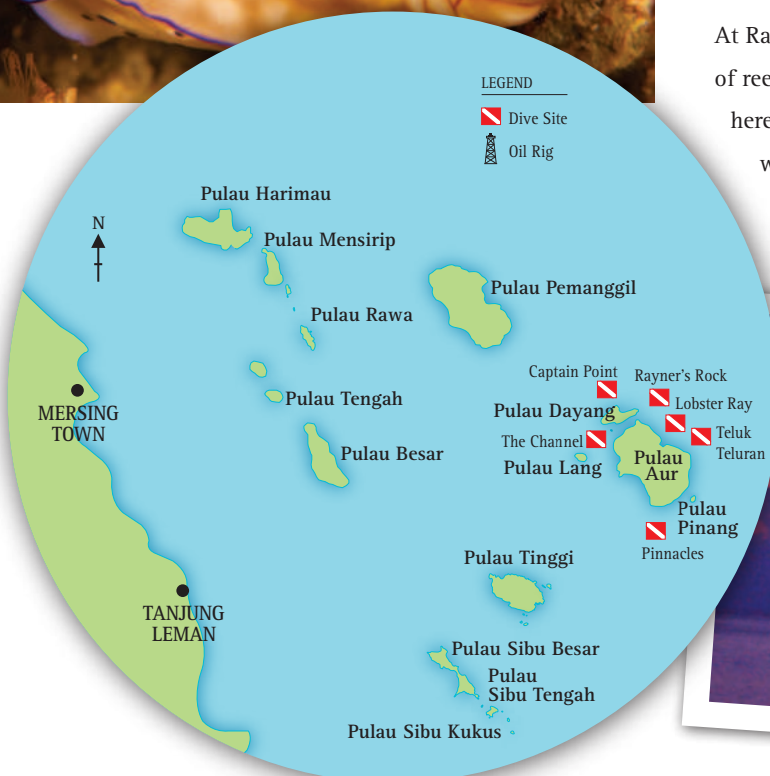 At Ra
of ree
here
w
LEGEND
Dive Site
Oil Rig
N
Pulau Harimau
Pulau Mensirip
Pulau Pemanggil
Pulau Rawa
Captain Point
Rayner's Rock
MERSING
TOWN
Pulau Tengah
Pulau Dayang
Lobster Ray
The Channel
Teluk
Teluran
Pulau Besar
Pulau Lang
Pulau
Aur
Pulau
Pinang
Pinnacles
Pulau Tinggi
TANJUNG
LEMAN
Pulau Sibu Besar
Pulau
Sibu Tengah
Pulau Sibu Kukus